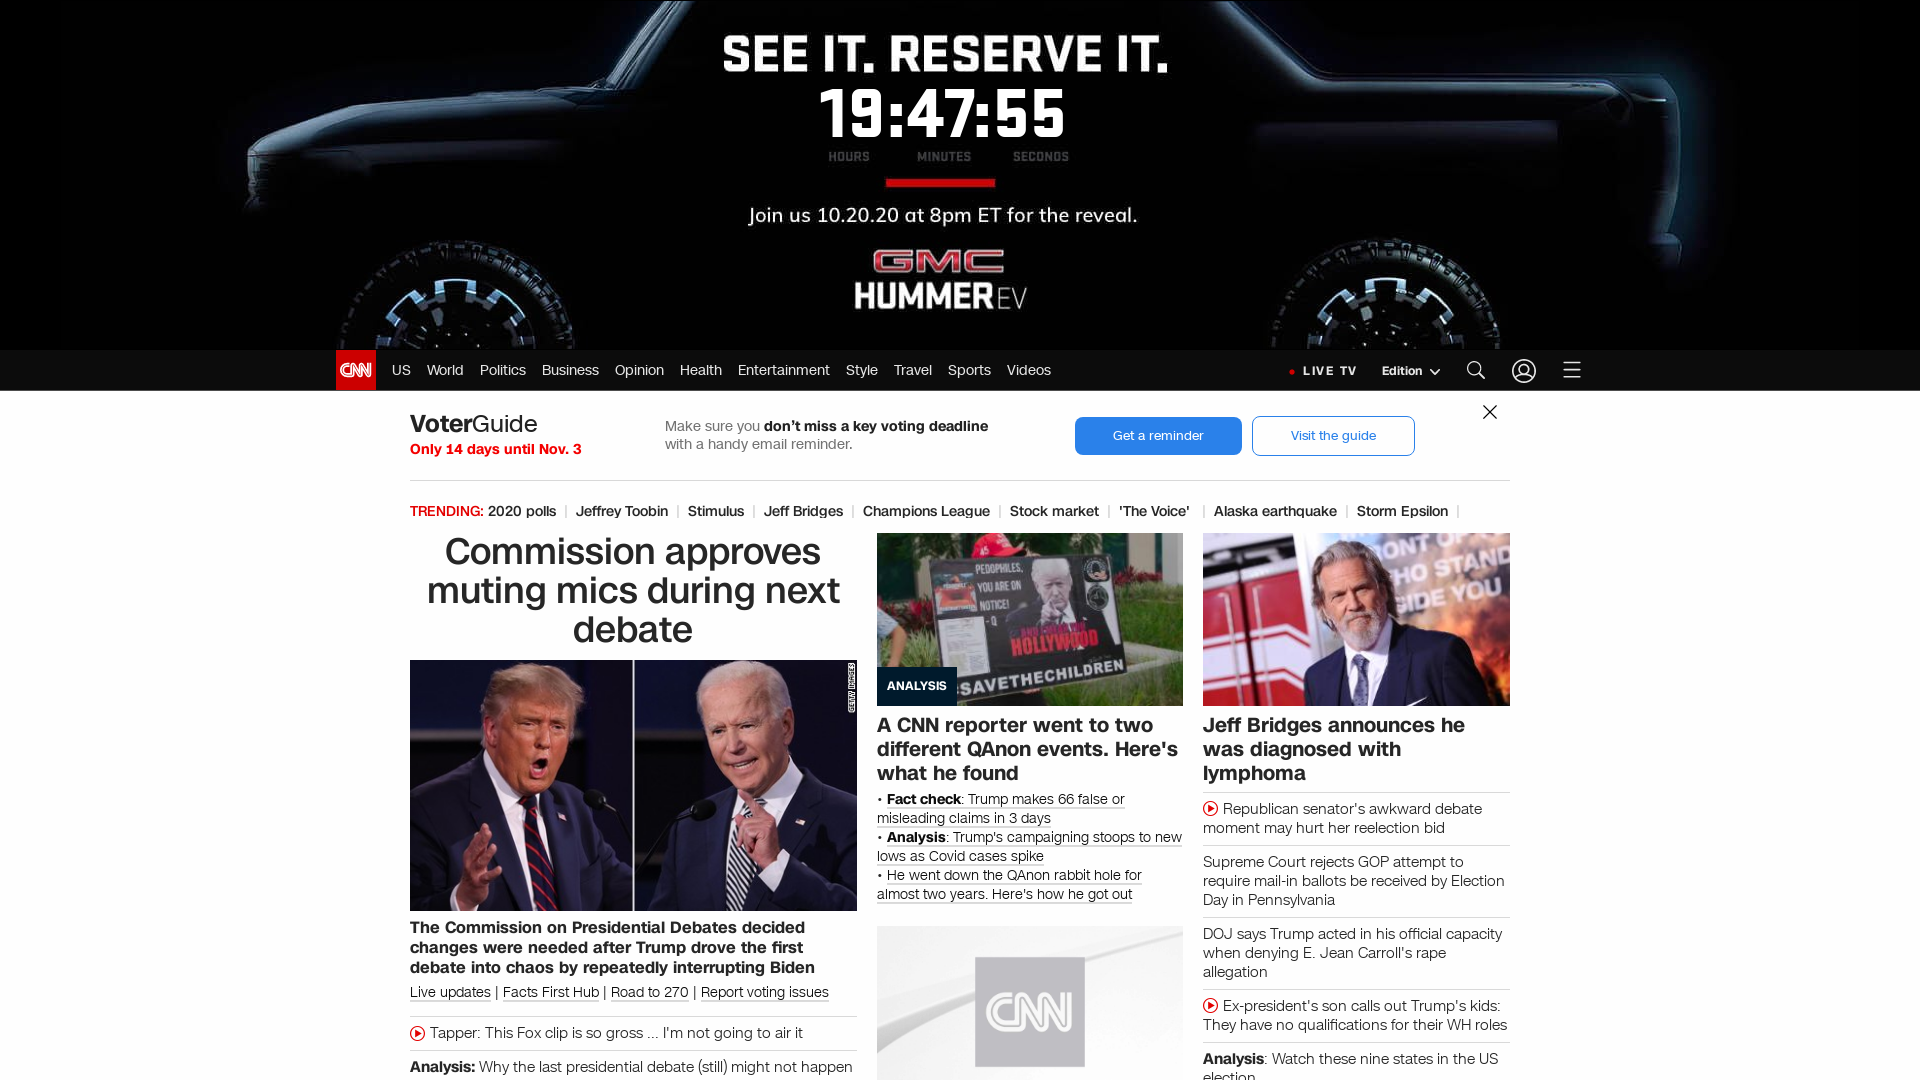 SEE IT. RESERVE IT.
19:47:55
HOURS MINUTES SECONDS
Join us 10.20.20 at 8pm ET for the reveal.
GMC
HUMMER EV
CNN US World Politics Business Opinion Health Entertainment Style Travel Sports Videos LIVE TV Edition
VoterGuide
Only 14 days until Nov. 3
Make sure you don't miss a key voting deadline
with a handy email reminder.
Get a reminder
Visit the guide
TRENDING: 2020 polls | Jeffrey Toobin | Stimulus | Jeff Bridges | Champions League | Stock market | 'The Voice' | Alaska earthquake | Storm Epsilon |
Commission approves
muting mics during next
debate
GETTY IMAGES
The Commission on Presidential Debates decided
changes were needed after Trump drove the first
debate into chaos by repeatedly interrupting Biden
Live updates | Facts First Hub | Road to 270 | Report voting issues
Tapper: This Fox clip is so gross ... I'm not going to air it
Analysis: Why the last presidential debate (still) might not happen
45
PEDOPHILES,
YOU ARE ON
NOTICE!
- Q
HOLLYWOOD
#SAVETHECHILDREN
ANALYSIS
A CNN reporter went to two
different QAnon events. Here's
what he found
• Fact check: Trump makes 66 false or
misleading claims in 3 days
• Analysis: Trump's campaigning stoops to new
lows as Covid cases spike
• He went down the QAnon rabbit hole for
almost two years. Here's how he got out
CNN
FRONT OF
HO STAND
SIDE YOU
Jeff Bridges announces he
was diagnosed with
lymphoma
Republican senator's awkward debate
moment may hurt her reelection bid
Supreme Court rejects GOP attempt to
require mail-in ballots be received by Election
Day in Pennsylvania
DOJ says Trump acted in his official capacity
when denying E. Jean Carroll's rape
allegation
Ex-president's son calls out Trump's kids:
They have no qualifications for their WH roles
Analysis: Watch these nine states in the US
election